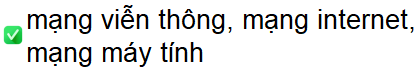 mạng viễn thông, mạng internet,
mạng máy tính